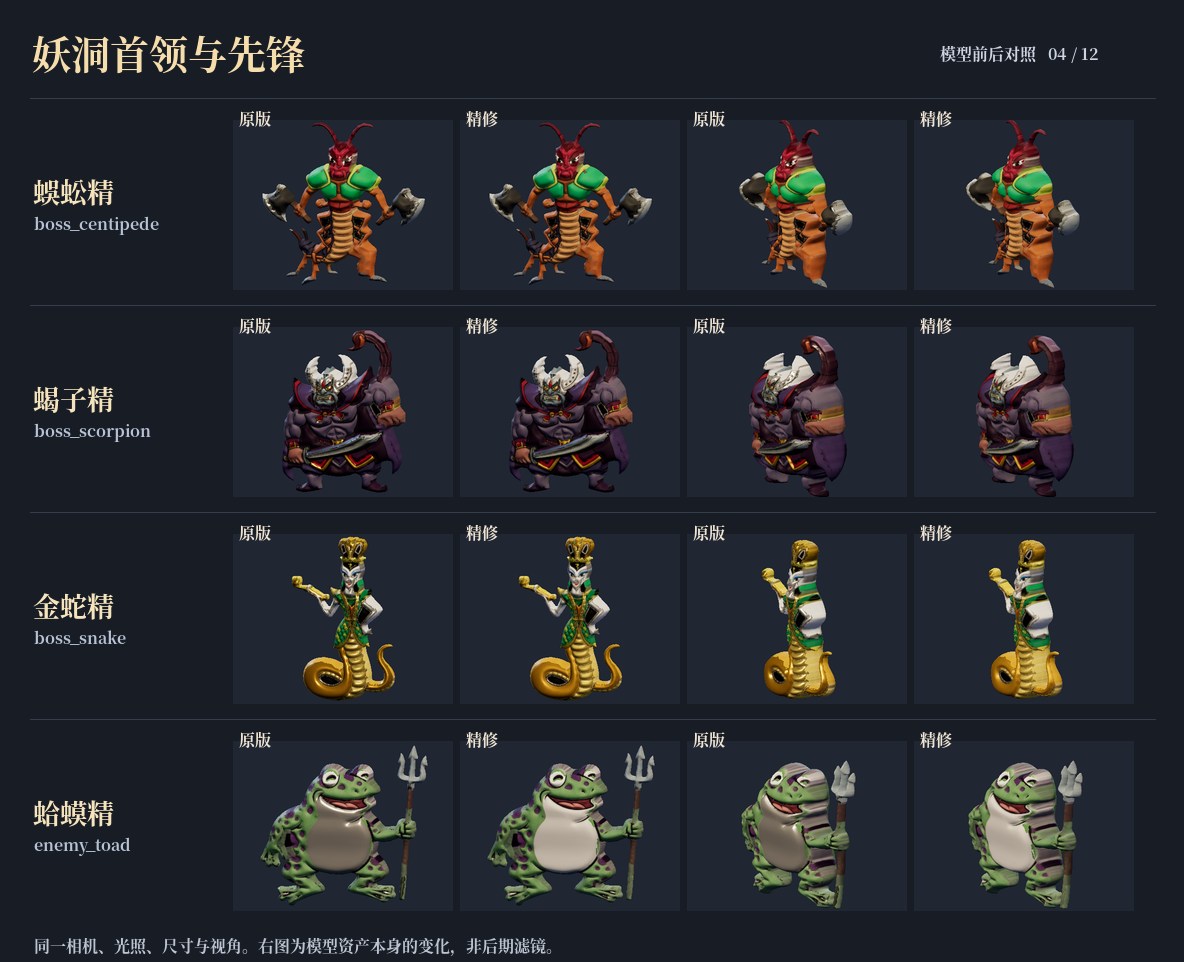 妖洞首领与先锋
模型前后对照 04 / 12
原版 精修 原版 精修
蜈蚣精
boss_centipede
原版 精修 原版 精修
蝎子精
boss_scorpion
原版 精修 原版 精修
金蛇精
boss_snake
原版 精修 原版 精修
蛤蟆精
enemy_toad
同一相机、光照、尺寸与视角。右图为模型资产本身的变化，非后期滤镜。